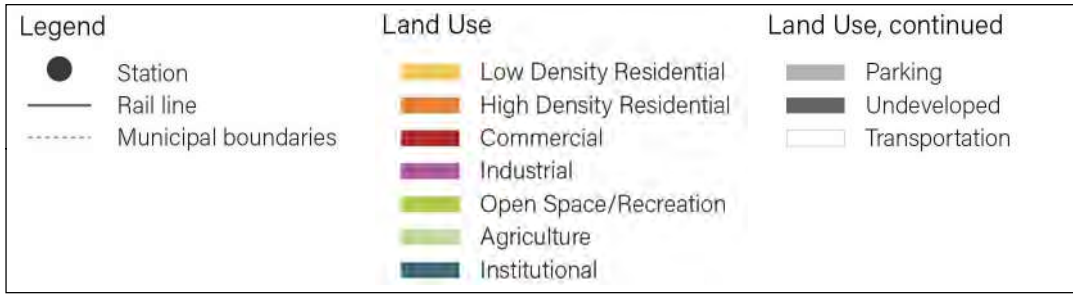 Legend
Station
Rail line
Municipal boundaries
Land Use
Low Density Residential
High Density Residential
Commercial
Industrial
Open Space/Recreation
Agriculture
Institutional
Land Use, continued
Parking
Undeveloped
Transportation